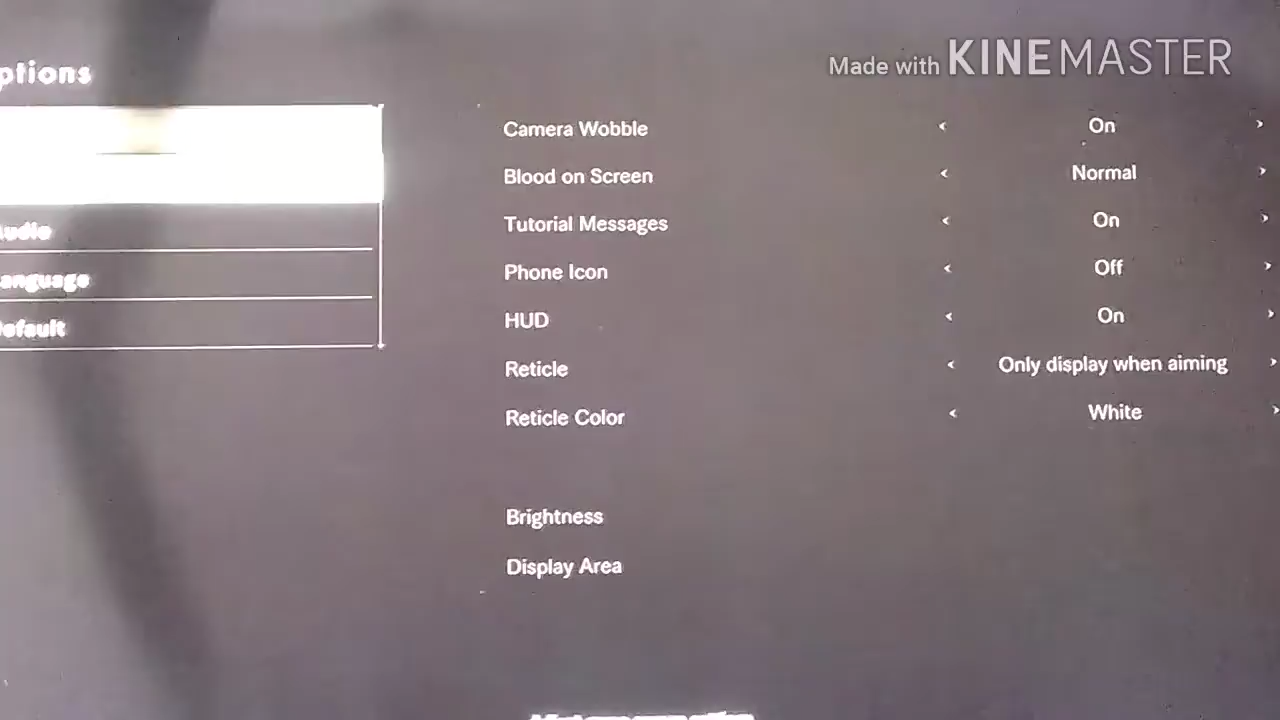 Made with KINEMASTER
ptions
Camera Wobble < On >
Blood on Screen < Normal >
Tutorial Messages < On >
Audio
Phone Icon < Off >
anguage
HUD < On >
efault
Reticle < Only display when aiming >
Reticle Color < White >
Brightness
Display Area